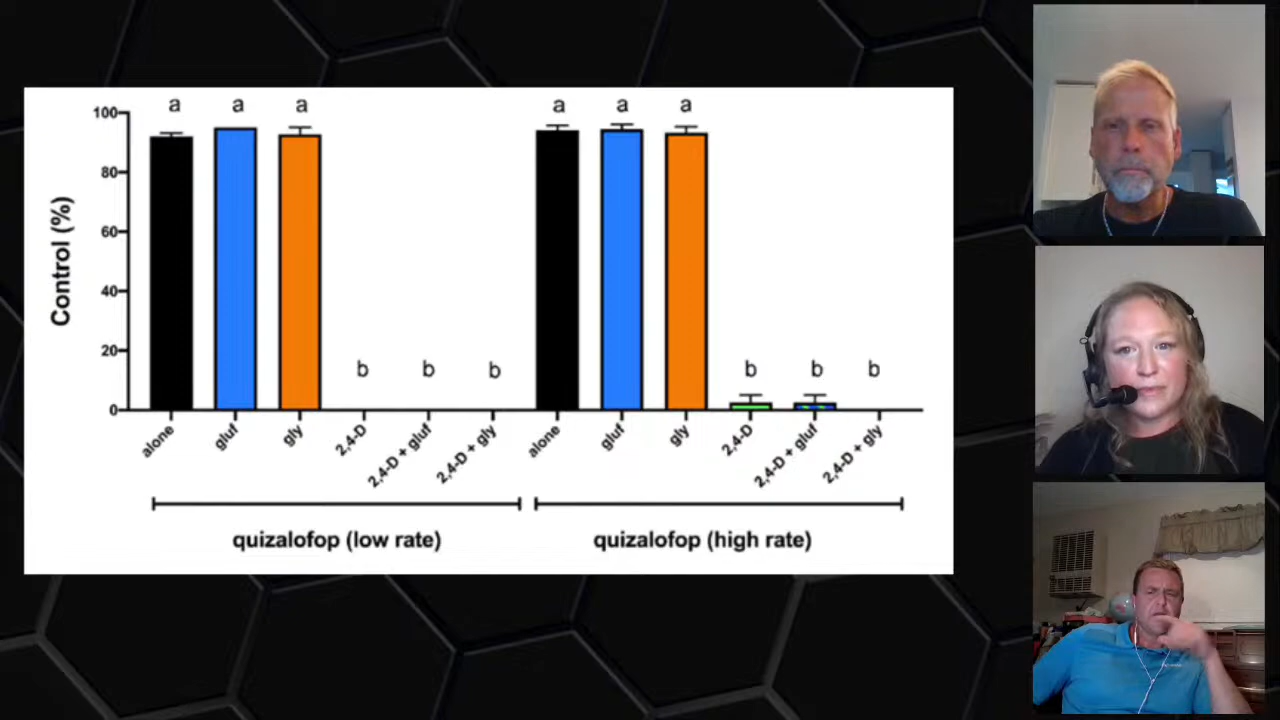 a a a a a a
100
80
60
40
20
0
Control (%)
b b b b b b
alone
gluf
gly
2,4-D
2,4-D + gluf
2,4-D + gly
alone
gluf
gly
2,4-D
2,4-D + gluf
2,4-D + gly
quizalofop (low rate)
quizalofop (high rate)